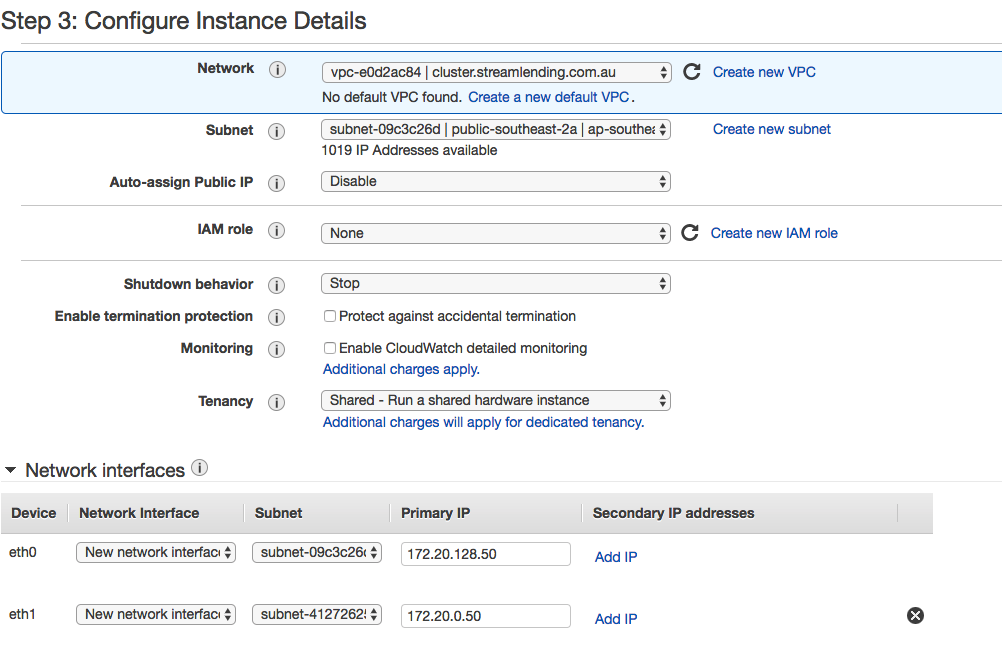 Step 3: Configure Instance Details
Network i vpc-e0d2ac84 | cluster.streamlending.com.au Create new VPC
No default VPC found. Create a new default VPC.
Subnet i subnet-09c3c26d | public-southeast-2a | ap-southea Create new subnet
1019 IP Addresses available
Auto-assign Public IP i Disable
IAM role i None Create new IAM role
Shutdown behavior i Stop
Enable termination protection i Protect against accidental termination
Monitoring i Enable CloudWatch detailed monitoring
Additional charges apply.
Tenancy i Shared - Run a shared hardware instance
Additional charges will apply for dedicated tenancy.
Network interfaces i
Device Network Interface Subnet Primary IP Secondary IP addresses
eth0 New network interfac subnet-09c3c26 172.20.128.50 Add IP
eth1 New network interfac subnet-4127262 172.20.0.50 Add IP